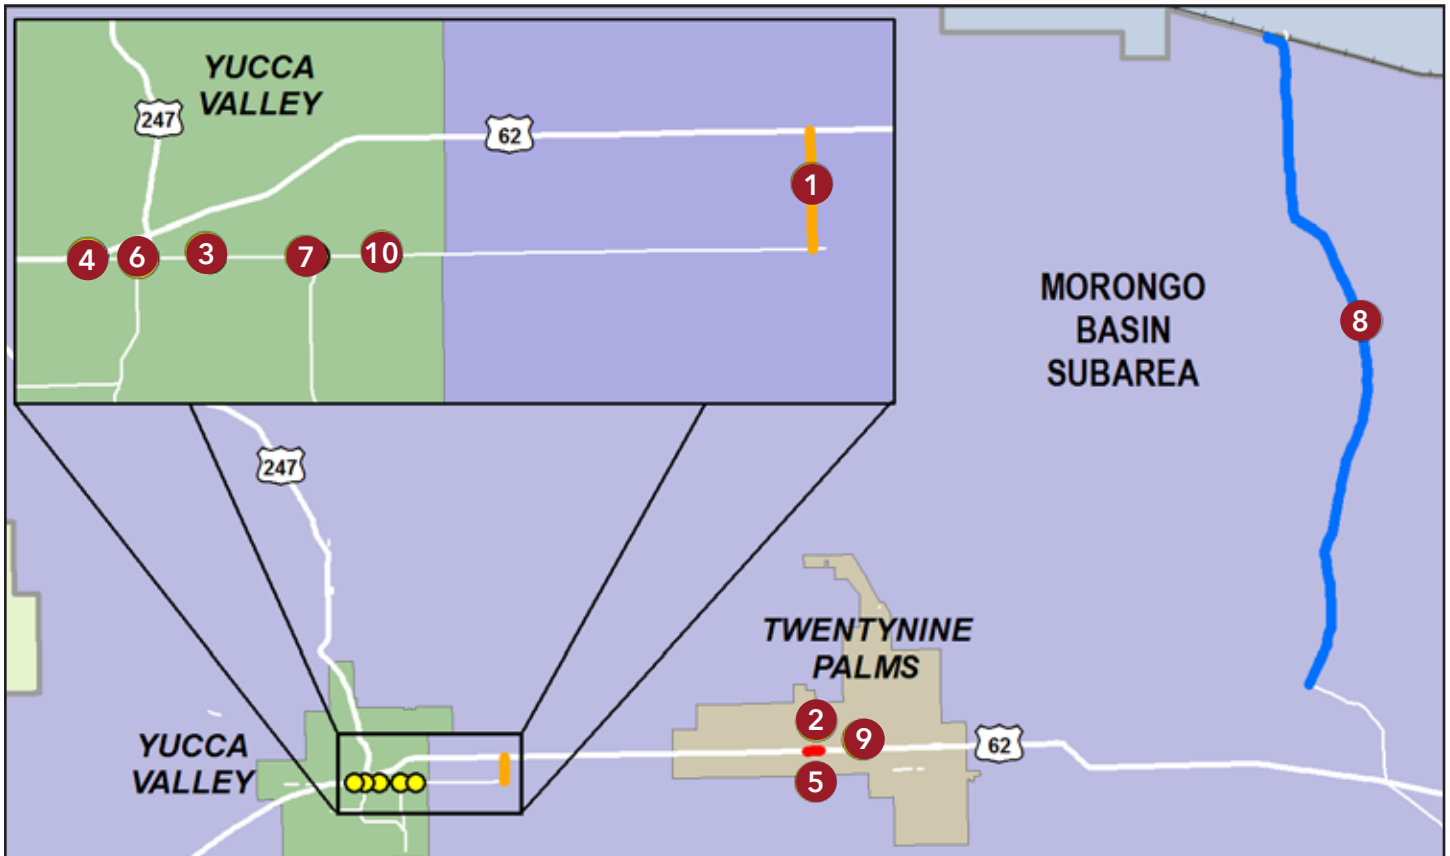 YUCCA
VALLEY
247
62
1
4
6
3
7
10
MORONGO
BASIN
SUBAREA
8
247
TWENTYNINE
PALMS
2
9
5
62
YUCCA
VALLEY